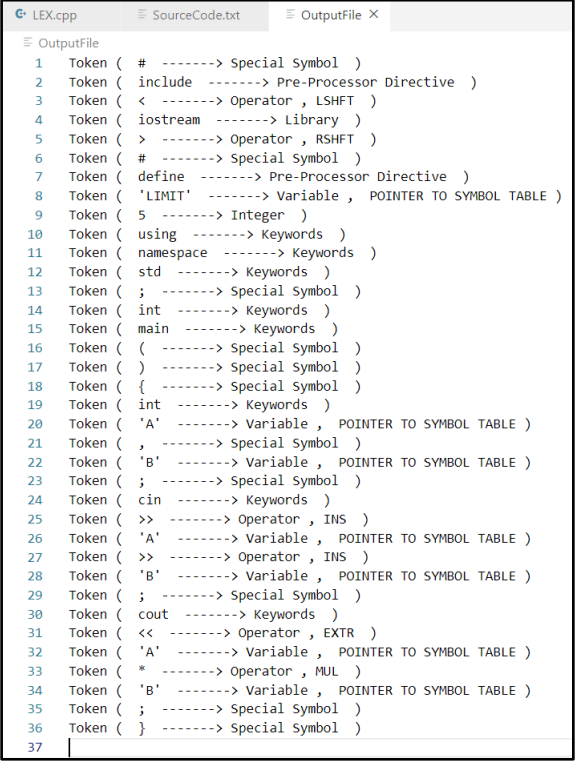 LEX.cpp SourceCode.txt OutputFile ×
OutputFile
1 Token ( # -------> Special Symbol )
2 Token ( include -------> Pre-Processor Directive )
3 Token ( < -------> Operator , LSHFT )
4 Token ( iostream -------> Library )
5 Token ( > -------> Operator , RSHFT )
6 Token ( # -------> Special Symbol )
7 Token ( define -------> Pre-Processor Directive )
8 Token ( 'LIMIT' -------> Variable , POINTER TO SYMBOL TABLE )
9 Token ( 5 -------> Integer )
10 Token ( using -------> Keywords )
11 Token ( namespace -------> Keywords )
12 Token ( std -------> Keywords )
13 Token ( ; -------> Special Symbol )
14 Token ( int -------> Keywords )
15 Token ( main -------> Keywords )
16 Token ( ( -------> Special Symbol )
17 Token ( ) -------> Special Symbol )
18 Token ( { -------> Special Symbol )
19 Token ( int -------> Keywords )
20 Token ( 'A' -------> Variable , POINTER TO SYMBOL TABLE )
21 Token ( , -------> Special Symbol )
22 Token ( 'B' -------> Variable , POINTER TO SYMBOL TABLE )
23 Token ( ; -------> Special Symbol )
24 Token ( cin -------> Keywords )
25 Token ( >> -------> Operator , INS )
26 Token ( 'A' -------> Variable , POINTER TO SYMBOL TABLE )
27 Token ( >> -------> Operator , INS )
28 Token ( 'B' -------> Variable , POINTER TO SYMBOL TABLE )
29 Token ( ; -------> Special Symbol )
30 Token ( cout -------> Keywords )
31 Token ( << -------> Operator , EXTR )
32 Token ( 'A' -------> Variable , POINTER TO SYMBOL TABLE )
33 Token ( * -------> Operator , MUL )
34 Token ( 'B' -------> Variable , POINTER TO SYMBOL TABLE )
35 Token ( ; -------> Special Symbol )
36 Token ( } -------> Special Symbol )
37